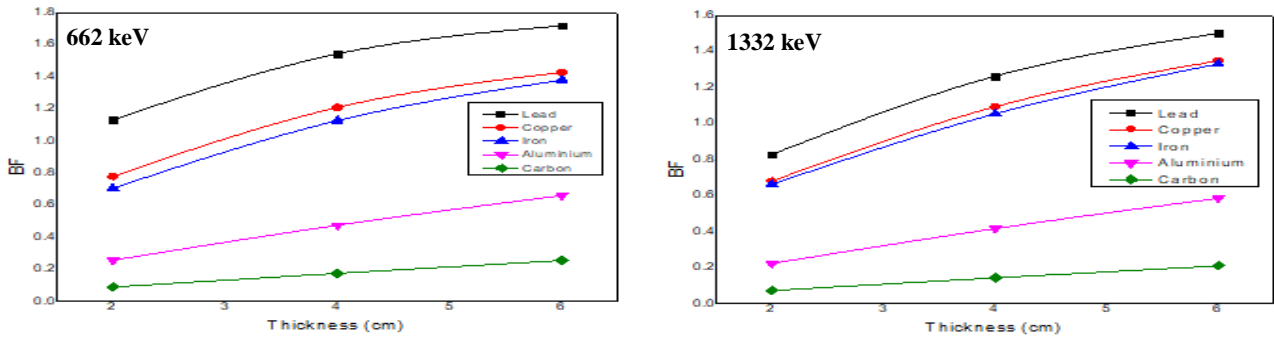 662 keV
BF
1.8
1.6
1.4
1.2
1.0
0.8
0.6
0.4
0.2
0.0
Lead
Copper
Iron
Aluminium
Carbon
2 3 4 5 6
Thickness (cm)
1332 keV
BF
1.6
1.4
1.2
1.0
0.8
0.6
0.4
0.2
0.0
Lead
Copper
Iron
Aluminium
Carbon
2 3 4 5 6
Thickness (cm)